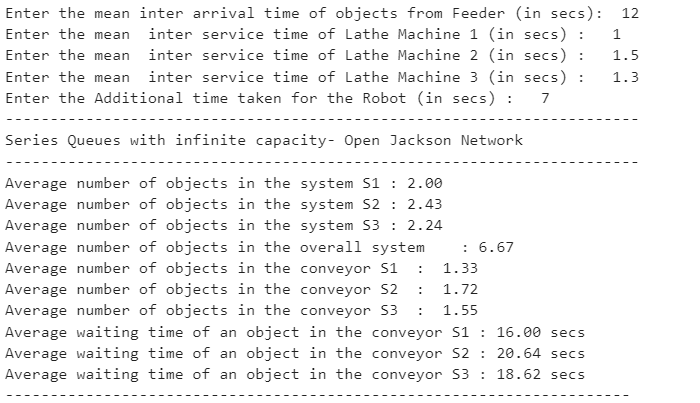 Enter the mean inter arrival time of objects from Feeder (in secs):  12
Enter the mean  inter service time of Lathe Machine 1 (in secs) :   1
Enter the mean  inter service time of Lathe Machine 2 (in secs) :   1.5
Enter the mean  inter service time of Lathe Machine 3 (in secs) :   1.3
Enter the Additional time taken for the Robot (in secs) :   7
-----------------------------------------------------------------------
Series Queues with infinite capacity- Open Jackson Network
-----------------------------------------------------------------------
Average number of objects in the system S1 : 2.00
Average number of objects in the system S2 : 2.43
Average number of objects in the system S3 : 2.24
Average number of objects in the overall system    : 6.67
Average number of objects in the conveyor S1  :  1.33
Average number of objects in the conveyor S2  :  1.72
Average number of objects in the conveyor S3  :  1.55
Average waiting time of an object in the conveyor S1 : 16.00 secs
Average waiting time of an object in the conveyor S2 : 20.64 secs
Average waiting time of an object in the conveyor S3 : 18.62 secs
----------------------------------------------------------------------